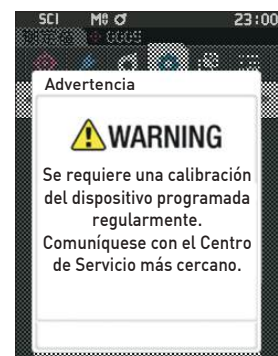 SCI M 23:00
0009
Advertencia
WARNING
Se requiere una calibración
del dispositivo programada
regularmente.
Comuníquese con el Centro
de Servicio más cercano.